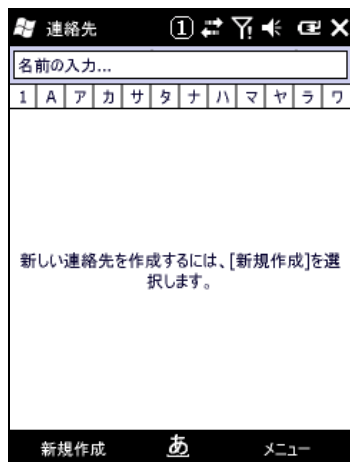 連絡先 1
名前の入力...
1 A ア カ サ タ ナ ハ マ ヤ ラ ワ
新しい連絡先を作成するには、[新規作成]を選
択します。
新規作成 あ メニュー